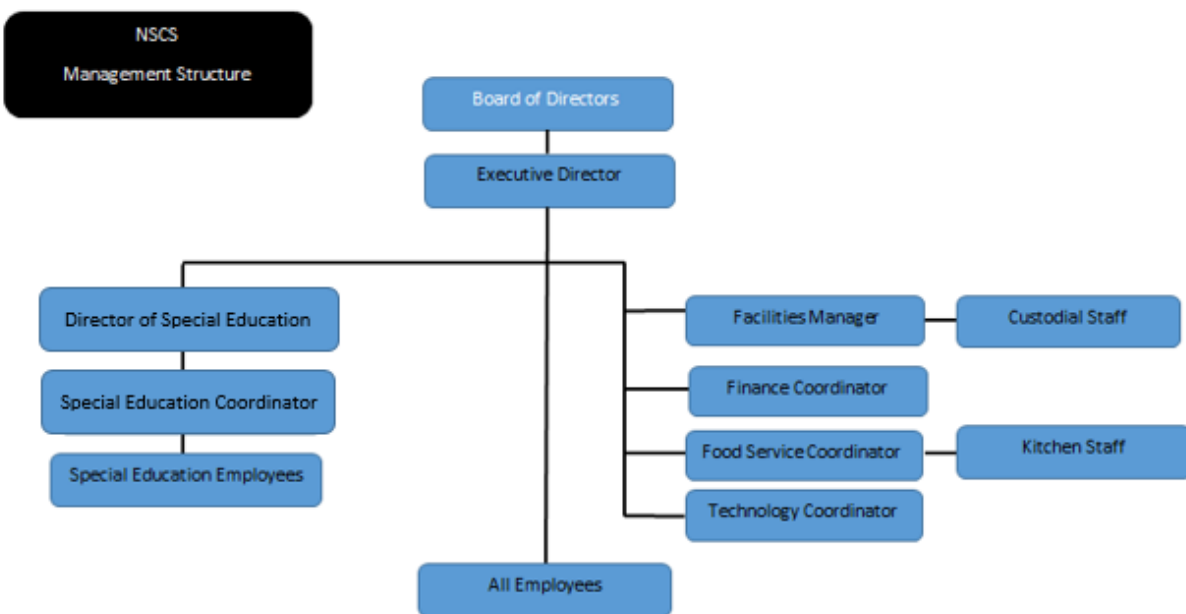 NSCS
Management Structure
Board of Directors
Executive Director
Director of Special Education
Facilities Manager
Custodial Staff
Special Education Coordinator
Finance Coordinator
Special Education Employees
Food Service Coordinator
Kitchen Staff
Technology Coordinator
All Employees